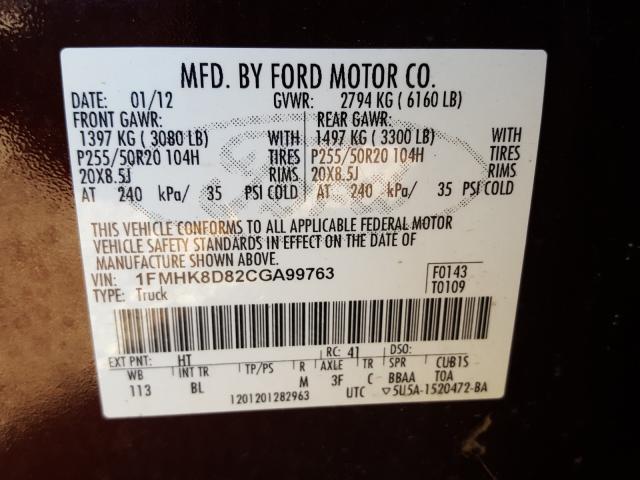 MFD. BY FORD MOTOR CO.
DATE: 01/12 GVWR: 2794 KG ( 6160 LB)
FRONT GAWR: REAR GAWR:
1397 KG ( 3080 LB) WITH 1497 KG ( 3300 LB) WITH
P255/50R20 104H TIRES P255/50R20 104H TIRES
20X8.5J RIMS 20X8.5J RIMS
AT 240 kPa/ 35 PSI COLD AT 240 kPa/ 35 PSI COLD
THIS VEHICLE CONFORMS TO ALL APPLICABLE FEDERAL MOTOR
VEHICLE SAFETY STANDARDS IN EFFECT ON THE DATE OF
MANUFACTURE SHOWN ABOVE.
VIN: 1FMHK8D82CGA99763 F0143
TYPE: Truck T0109
EXT PNT: HT RC: 41 DSO:
WB INT TR TP/PS R AXLE TR SPR CUB1S
113 BL M 3F C BBAA TOA
1201201282963 UTC ▽5U5A-1520472-BA
Ford